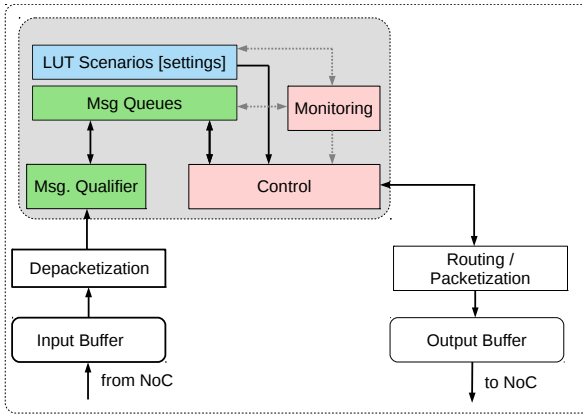 LUT Scenarios [settings]
Msg Queues
Monitoring
Msg. Qualifier
Control
Depacketization
Routing /
Packetization
Input Buffer
Output Buffer
from NoC
to NoC